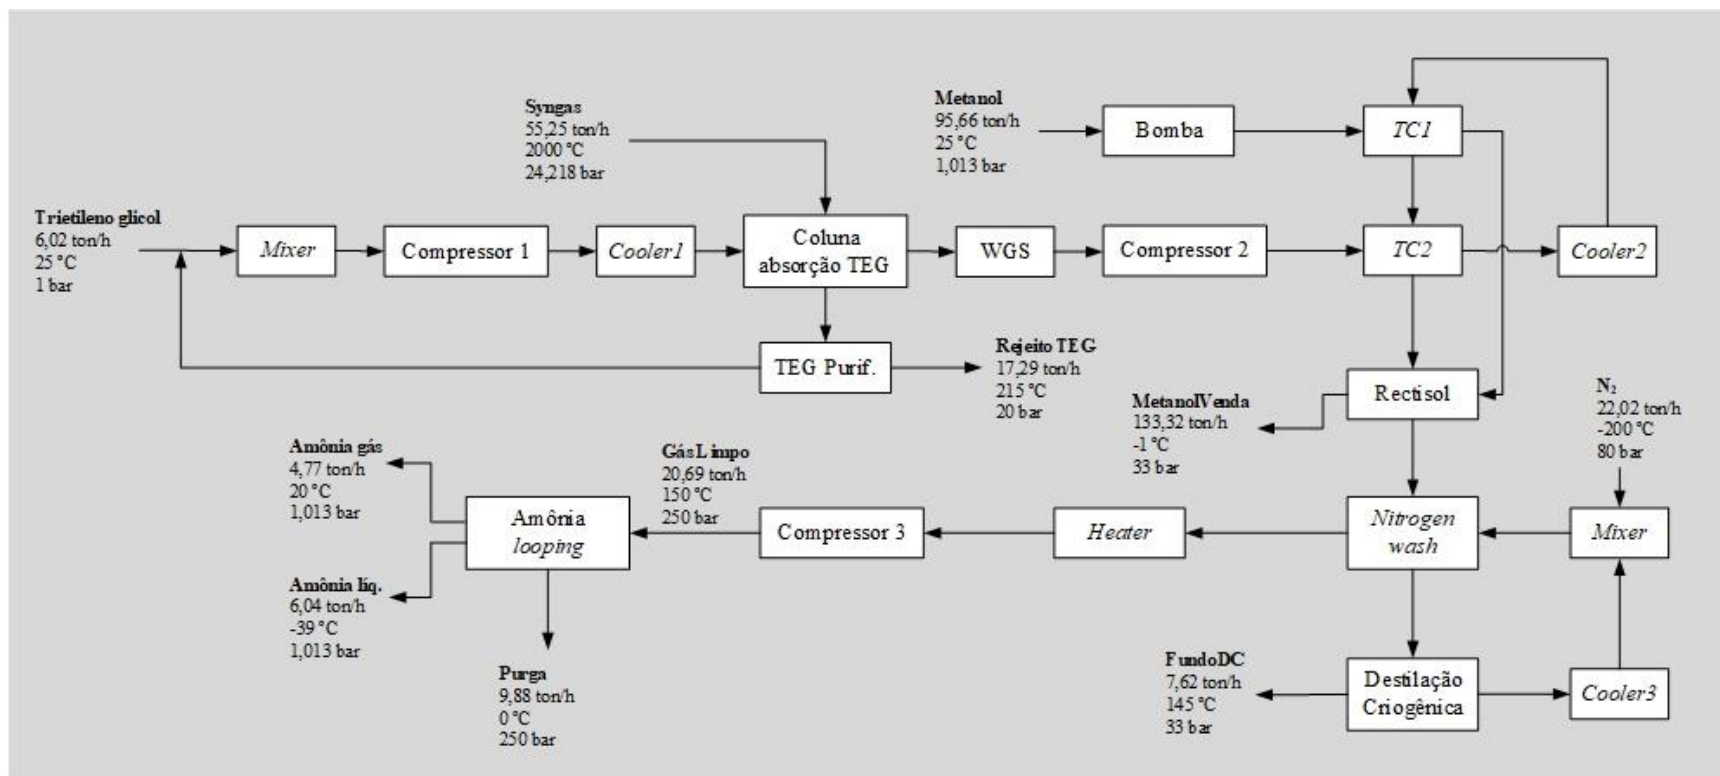 Syngas
55,25 ton/h
2000 °C
24,218 bar
Metanol
95,66 ton/h
25 °C
1,013 bar
Bomba
TC1
Trietileno glicol
6,02 ton/h
25 °C
1 bar
Mixer
Compressor 1
Cooler1
Coluna
absorção TEG
WGS
Compressor 2
TC2
Cooler2
TEG Purif.
Rejeito TEG
17,29 ton/h
215 °C
20 bar
MetanolVenda
133,32 ton/h
-1 °C
33 bar
Rectisol
N₂
22,02 ton/h
-200 °C
80 bar
Amônia gás
4,77 ton/h
20 °C
1,013 bar
Gás Limpo
20,69 ton/h
150 °C
250 bar
Amônia
looping
Compressor 3
Heater
Nitrogen
wash
Mixer
Amônia líq.
6,04 ton/h
-39 °C
1,013 bar
Purga
9,88 ton/h
0 °C
250 bar
FundoDC
7,62 ton/h
145 °C
33 bar
Destilação
Criogênica
Cooler3